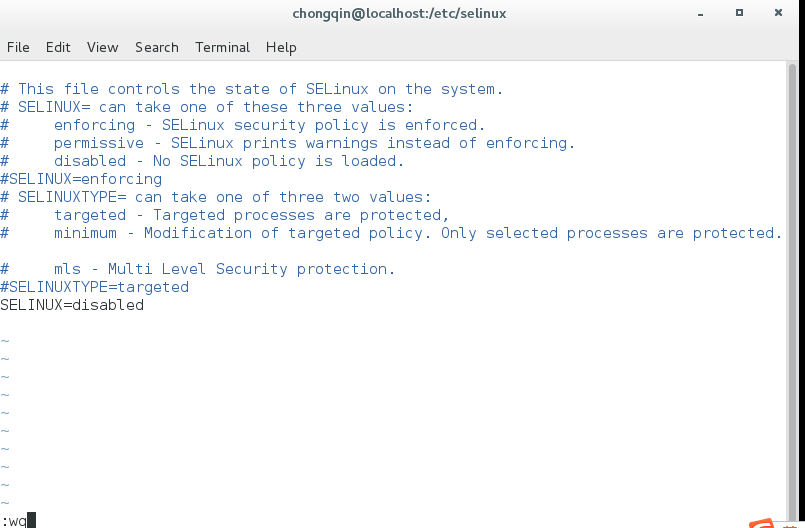 chongqin@localhost:/etc/selinux
File Edit View Search Terminal Help
# This file controls the state of SELinux on the system.
# SELINUX= can take one of these three values:
#     enforcing - SELinux security policy is enforced.
#     permissive - SELinux prints warnings instead of enforcing.
#     disabled - No SELinux policy is loaded.
#SELINUX=enforcing
# SELINUXTYPE= can take one of three two values:
#     targeted - Targeted processes are protected,
#     minimum - Modification of targeted policy. Only selected processes are protected.
#     mls - Multi Level Security protection.
#SELINUXTYPE=targeted
SELINUX=disabled
~
~
~
~
~
~
~
~
~
~
:wq